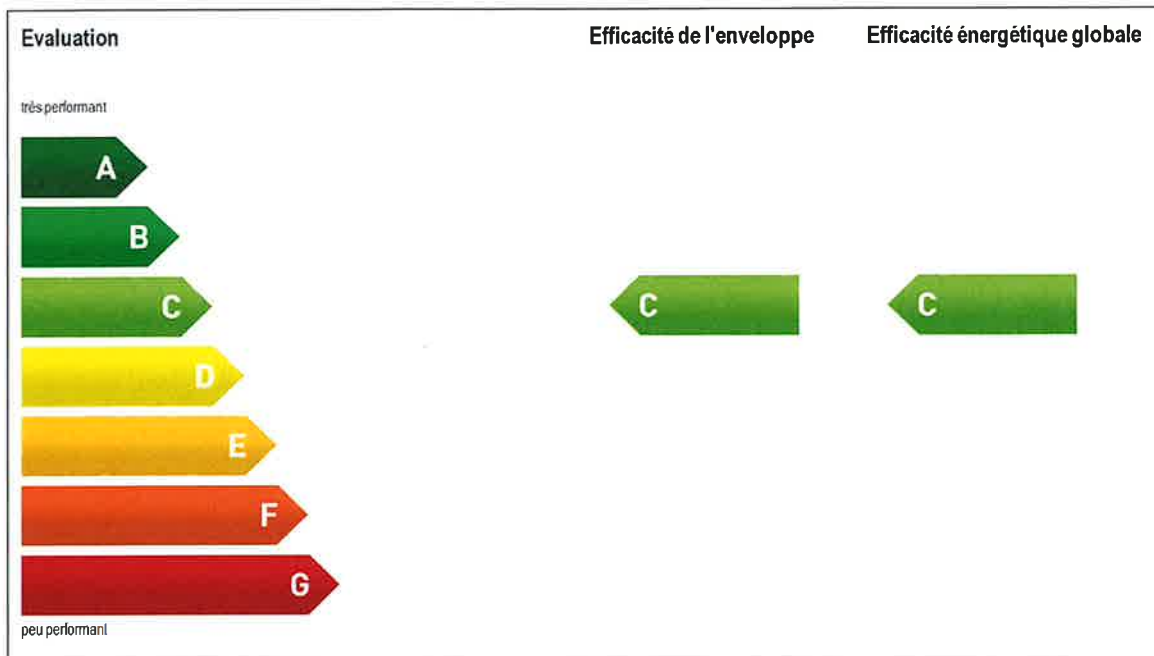 Evaluation Efficacité de l'enveloppe Efficacité énergétique globale
très performant
A
B
C C C
D
E
F
G
peu performant